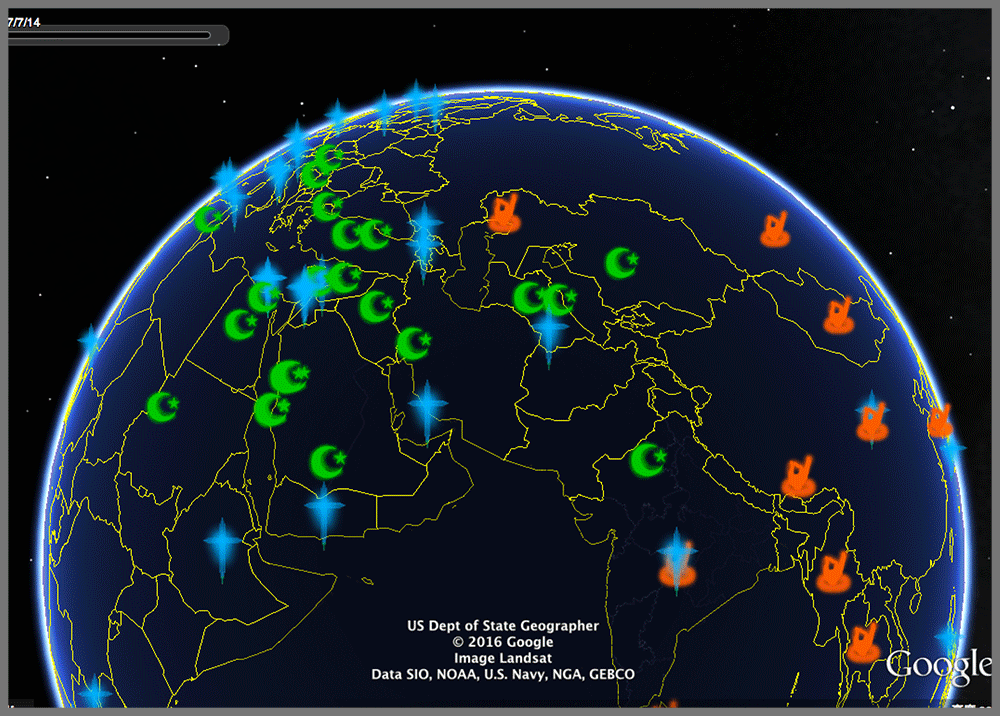 7/7/14
US Dept of State Geographer
© 2016 Google
Image Landsat
Data SIO, NOAA, U.S. Navy, NGA, GEBCO
Google